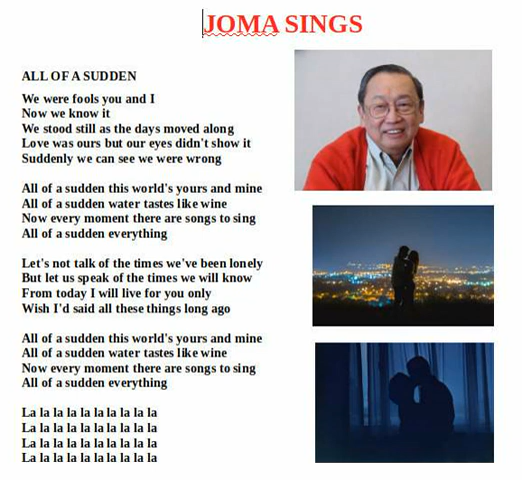 JOMA SINGS
ALL OF A SUDDEN
We were fools you and I
Now we know it
We stood still as the days moved along
Love was ours but our eyes didn't show it
Suddenly we can see we were wrong
All of a sudden this world's yours and mine
All of a sudden water tastes like wine
Now every moment there are songs to sing
All of a sudden everything
Let's not talk of the times we've been lonely
But let us speak of the times we will know
From today I will live for you only
Wish I'd said all these things long ago
All of a sudden this world's yours and mine
All of a sudden water tastes like wine
Now every moment there are songs to sing
All of a sudden everything
La la la la la la la la la la
La la la la la la la la la la
La la la la la la la la la la
La la la la la la la la la la